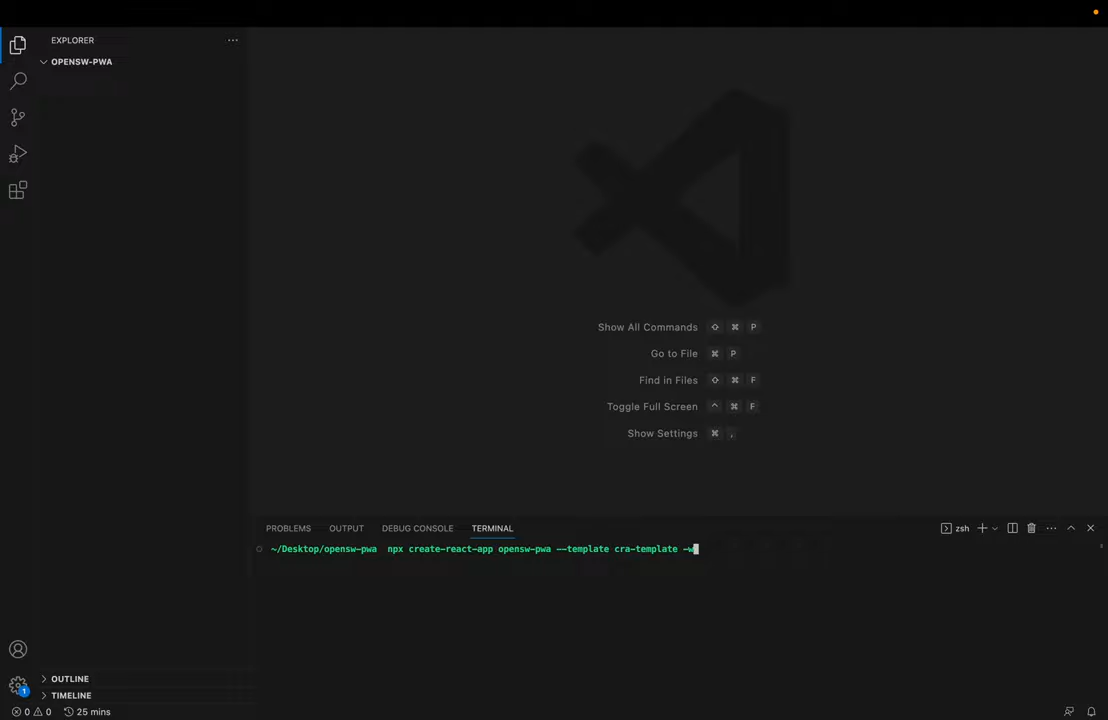 EXPLORER
OPENSW-PWA
Show All Commands ⇧ ⌘ P
Go to File ⌘ P
Find in Files ⇧ ⌘ F
Toggle Full Screen ^ ⌘ F
Show Settings ⌘ ,
PROBLEMS OUTPUT DEBUG CONSOLE TERMINAL
zsh
~/Desktop/opensw-pwa npx create-react-app opensw-pwa --template cra-template -w
OUTLINE
1
TIMELINE
0 0 25 mins